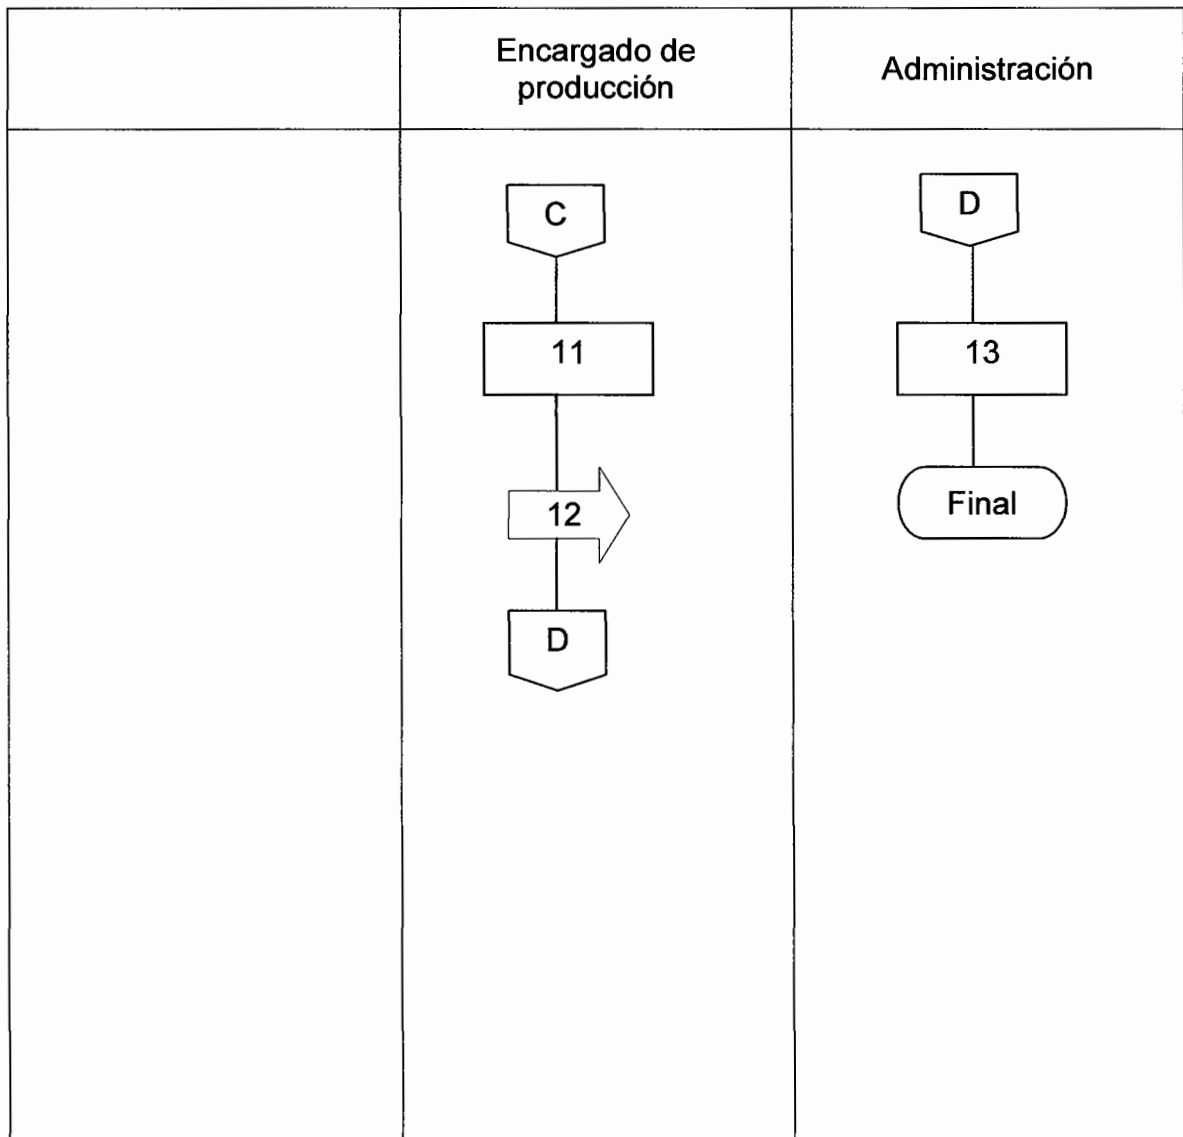 Encargado de
producción
Administración
C
11
12
D
D
13
Final